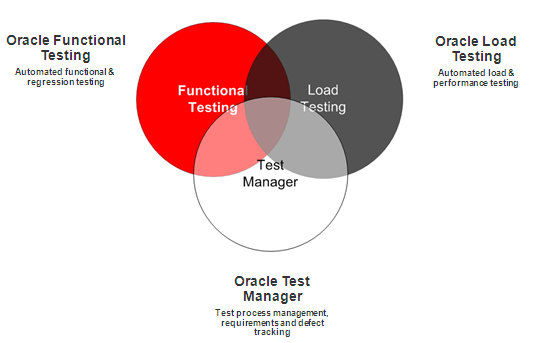 Oracle Functional
Testing
Automated functional &
regression testing
Oracle Load
Testing
Automated load &
performance testing
Functional
Testing
Load
Testing
Test
Manager
Oracle Test
Manager
Test process management,
requirements and defect
tracking